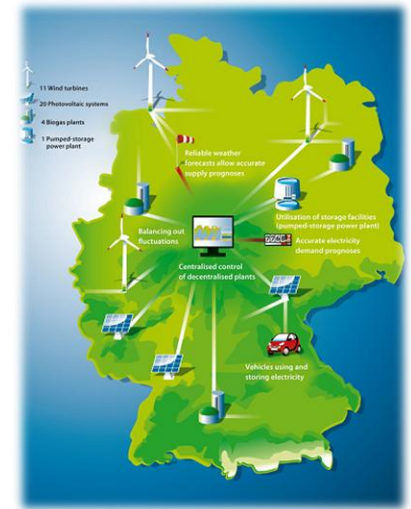 11 Wind turbines
20 Photovoltaic systems
4 Biogas plants
1 Pumped-storage
power plant
Reliable weather
forecasts allow accurate
supply prognoses
Utilisation of storage facilities
(pumped-storage power plant)
Balancing out
fluctuations
Accurate electricity
demand prognoses
Centralised control
of decentralised plants
Vehicles using and
storing electricity